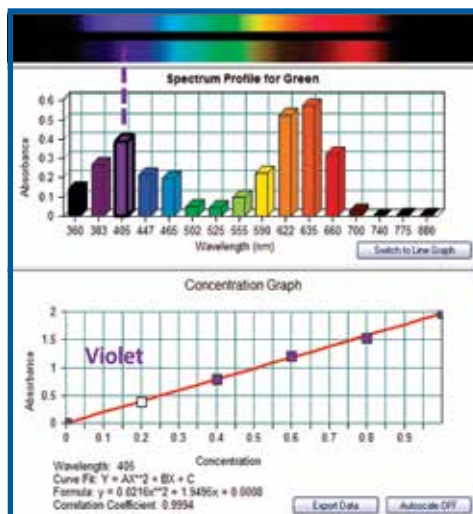 Spectrum Profile for Green
Absorbance
0.6
0.5
0.4
0.3
0.2
0.1
0
360 383 405 447 465 502 525 555 590 622 635 660 700 740 775 880
Wavelength (nm)
Switch to Line Graph
Concentration Graph
Absorbance
2
1.5
1
0.5
0
Violet
0 0.1 0.2 0.3 0.4 0.5 0.6 0.7 0.8 0.9
Concentration
Wavelength: 405
Curve Fit: Y = AX**2 + BX + C
Formula: y = 0.0216x**2 + 1.9495x + 0.0008
Correlation Coefficient: 0.9994
Export Data
Autoscale OFF